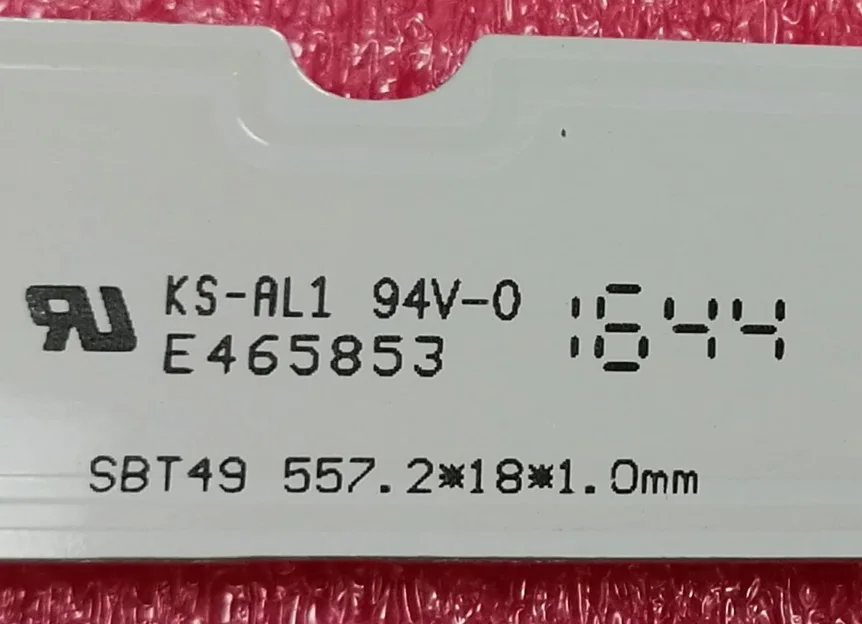 KS-AL1 94V-0
E465853
1644
SBT49 557.2*18*1.0mm